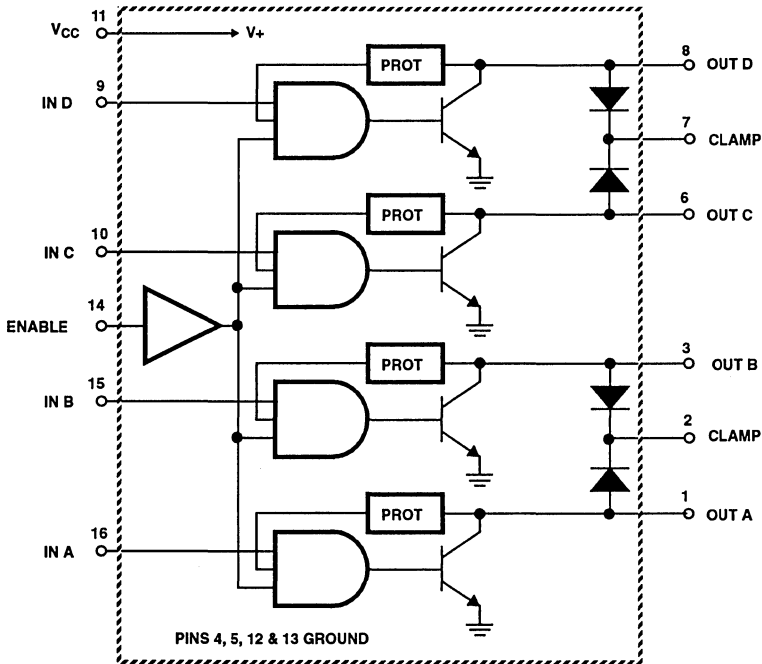 11
VCC V+
PROT 8 OUT D
9
IN D
7 CLAMP
PROT 6 OUT C
10
IN C
14
ENABLE
PROT 3 OUT B
15
IN B
2 CLAMP
PROT 1 OUT A
16
IN A
PINS 4, 5, 12 & 13 GROUND